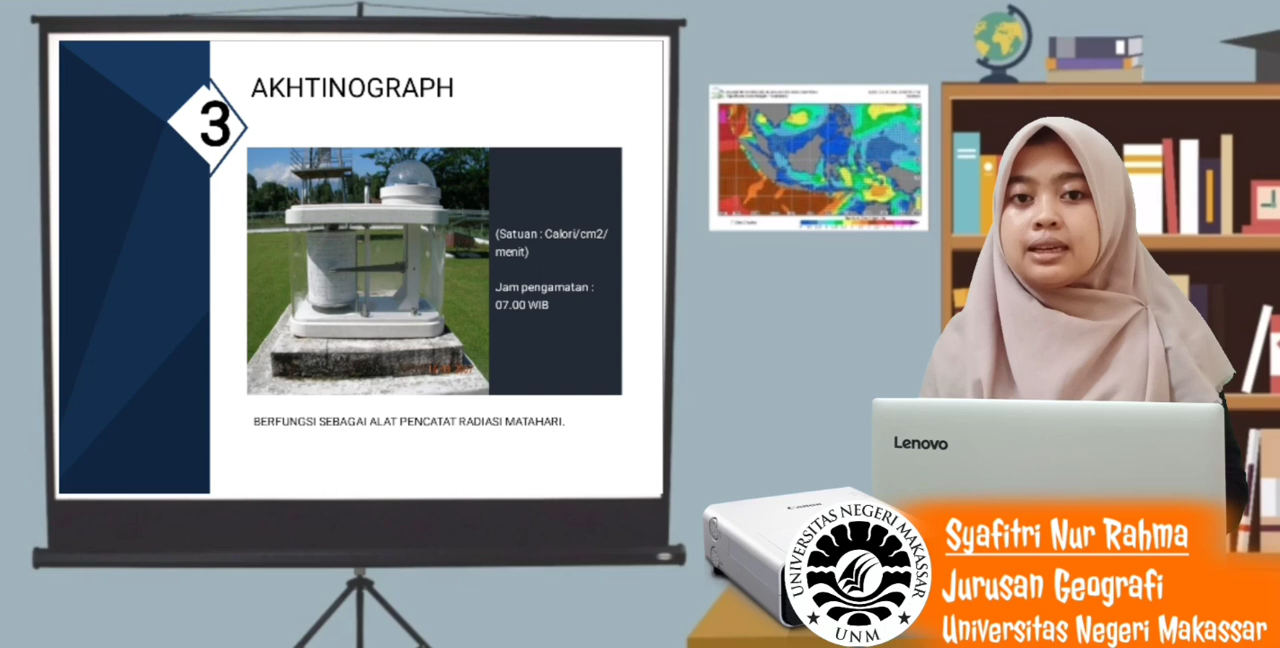 3
AKHTINOGRAPH
(Satuan : Calori/cm2/
menit)
Jam pengamatan :
07.00 WIB
BERFUNGSI SEBAGAI ALAT PENCATAT RADIASI MATAHARI.
Lenovo
Canon
UNIVERSITAS NEGERI MAKASSAR
UNM
Syafitri Nur Rahma
Jurusan Geografi
Universitas Negeri Makassar